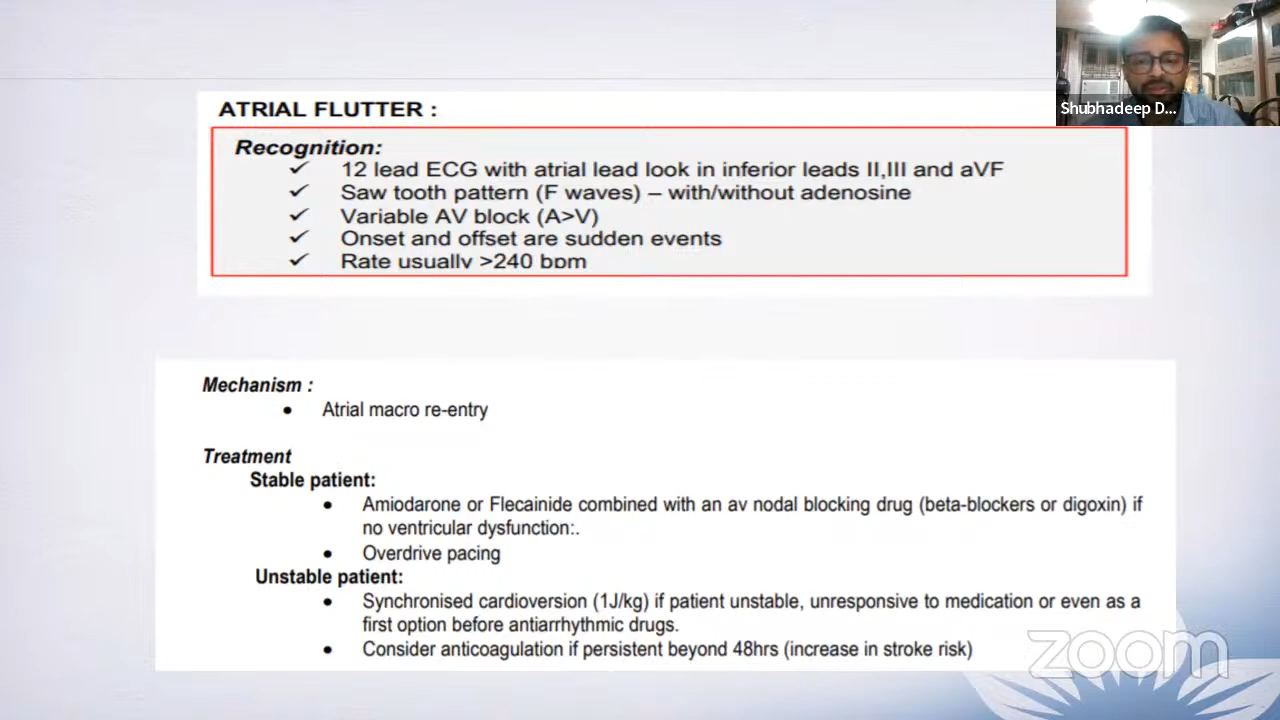 Shubhadeep D...
ATRIAL FLUTTER :
Recognition:
✓ 12 lead ECG with atrial lead look in inferior leads II,III and aVF
✓ Saw tooth pattern (F waves) – with/without adenosine
✓ Variable AV block (A>V)
✓ Onset and offset are sudden events
✓ Rate usually >240 bpm
Mechanism :
• Atrial macro re-entry
Treatment
Stable patient:
• Amiodarone or Flecainide combined with an av nodal blocking drug (beta-blockers or digoxin) if
no ventricular dysfunction:.
• Overdrive pacing
Unstable patient:
• Synchronised cardioversion (1J/kg) if patient unstable, unresponsive to medication or even as a
first option before antiarrhythmic drugs.
• Consider anticoagulation if persistent beyond 48hrs (increase in stroke risk)
zoom